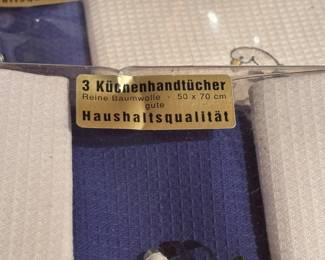 3 Küchenhandtücher
Reine Baumwolle · 50 x 70 cm
gute
Haushaltsqualität